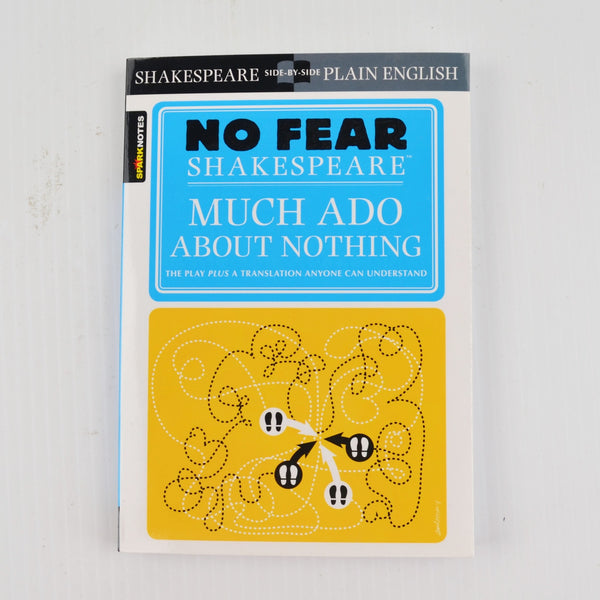 SHAKESPEARE SIDE-BY-SIDE PLAIN ENGLISH
SPARKNOTES
NO FEAR
SHAKESPEARE™
MUCH ADO
ABOUT NOTHING
THE PLAY PLUS A TRANSLATION ANYONE CAN UNDERSTAND